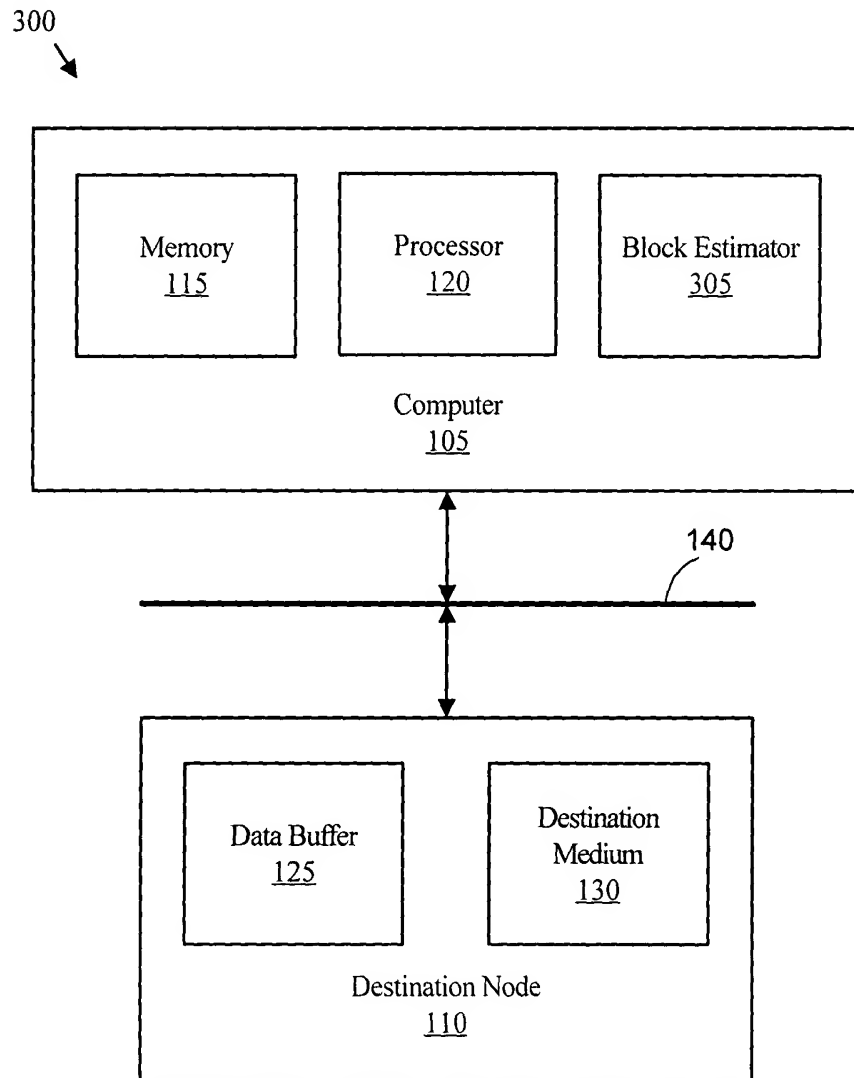 300
Memory
115
Processor
120
Block Estimator
305
Computer
105
140
Data Buffer
125
Destination
Medium
130
Destination Node
110